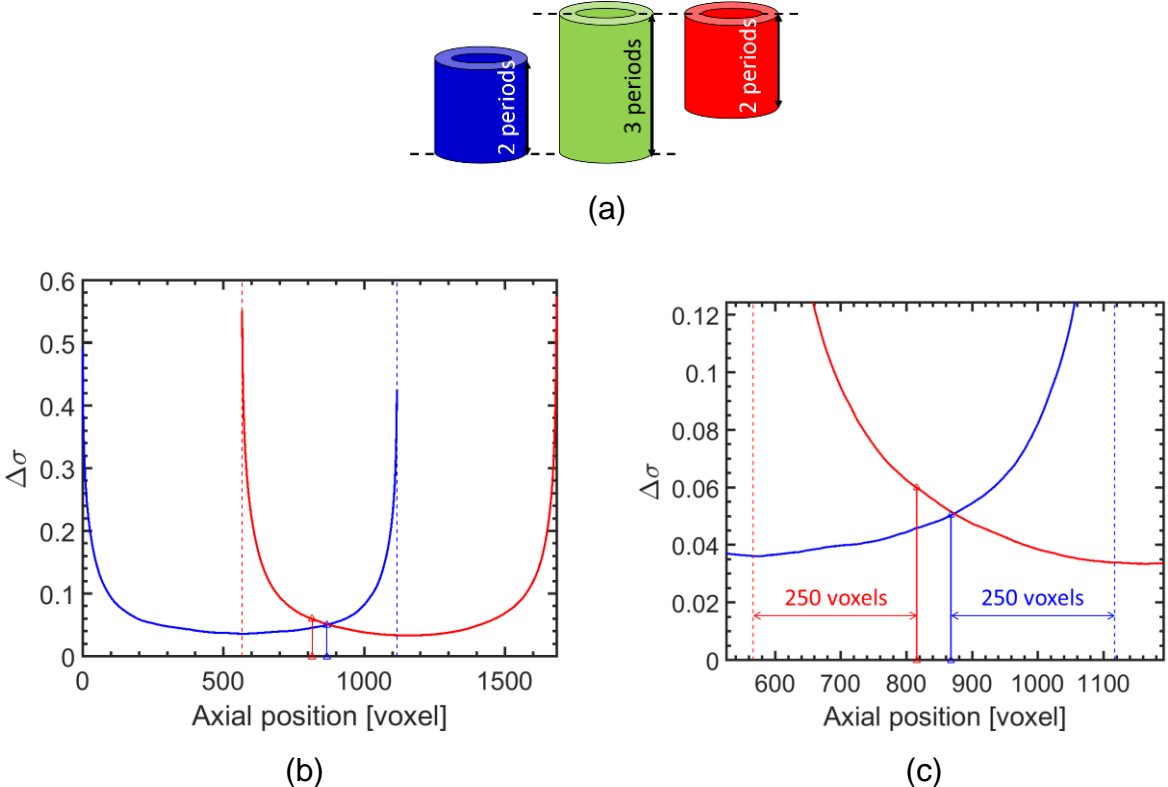 2 periods
3 periods
2 periods
(a)
0.6
0.5
0.4
0.3
0.2
0.1
0
Δσ
0 500 1000 1500
Axial position [voxel]
(b)
0.12
0.1
0.08
0.06
0.04
0.02
0
Δσ
250 voxels 250 voxels
600 700 800 900 1000 1100
Axial position [voxel]
(c)